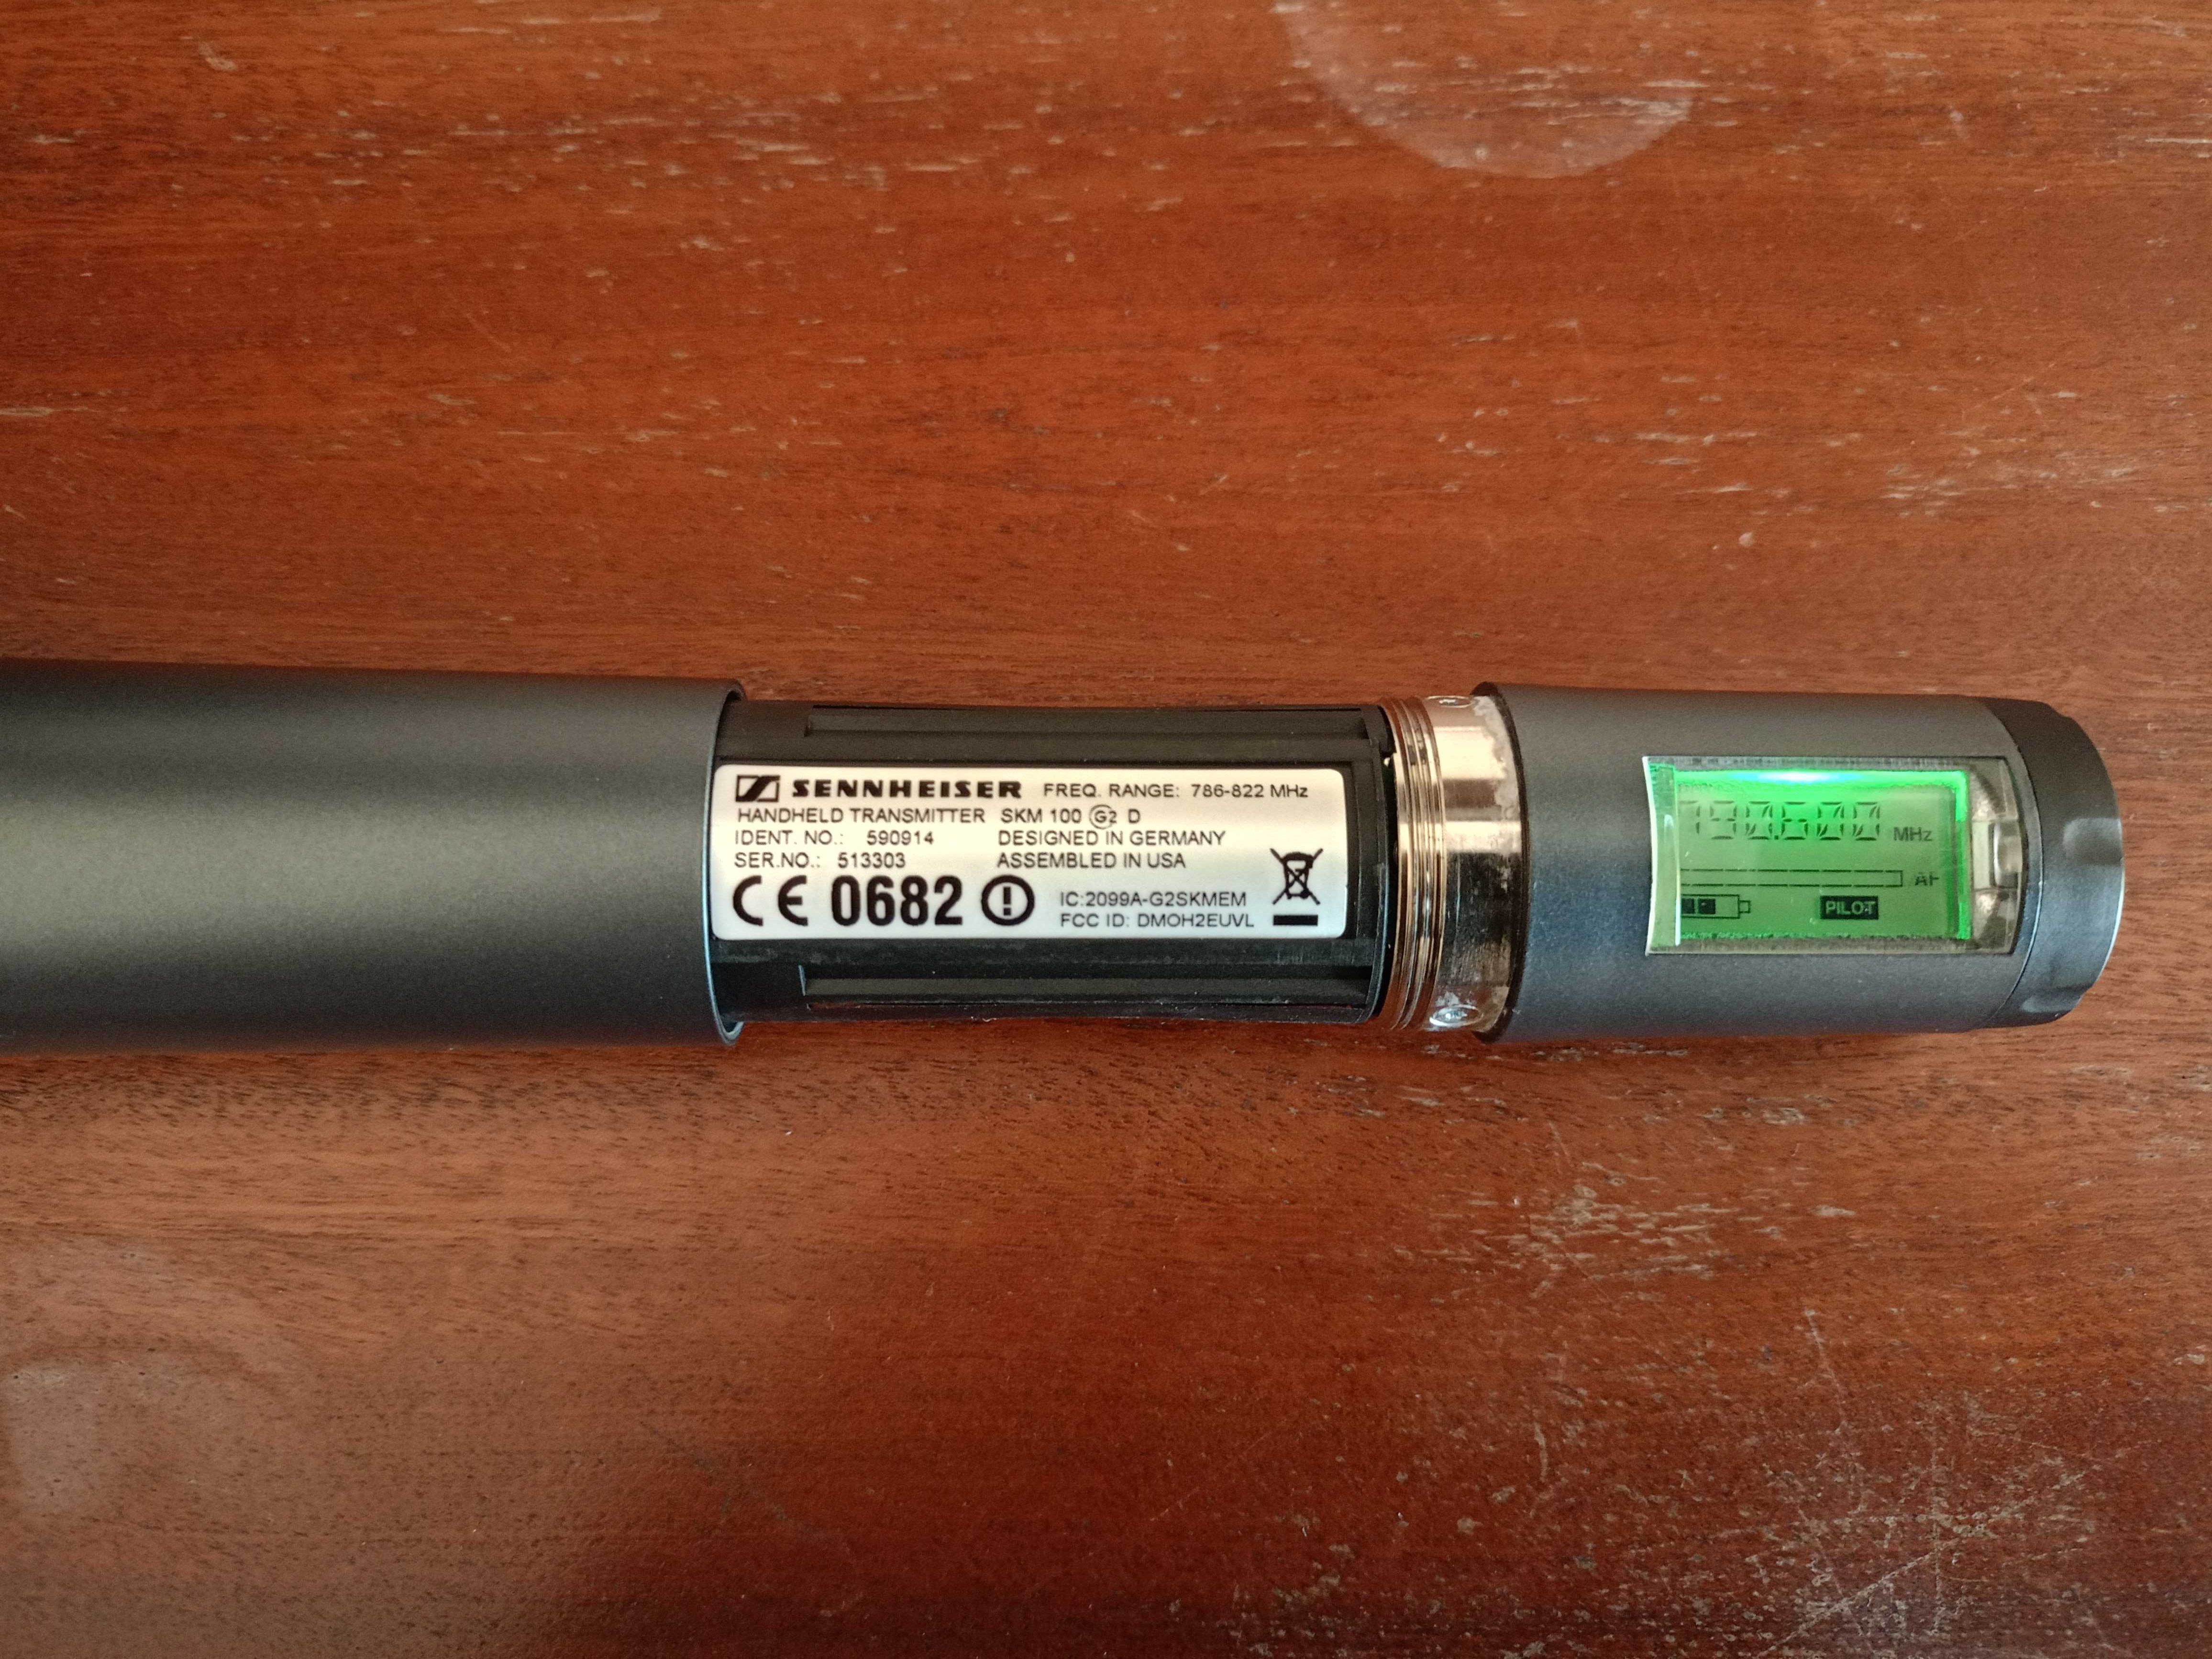 SENNHEISER FREQ. RANGE: 786-822 MHz
HANDHELD TRANSMITTER SKM 100 G2 D
IDENT. NO.: 590914 DESIGNED IN GERMANY
SER.NO.: 513303 ASSEMBLED IN USA
CE 0682 IC:2099A-G2SKMEM
FCC ID: DMOH2EUVL
790.600 MHz
AF
PILOT